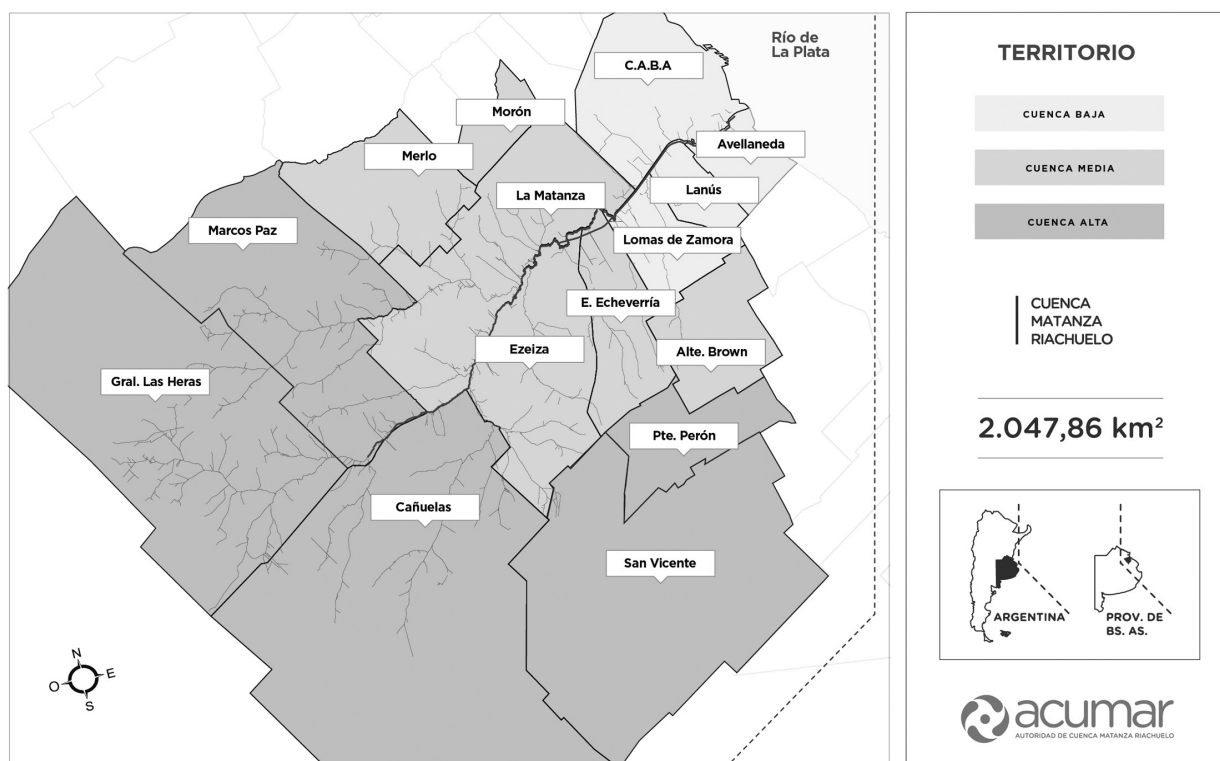 Río de
La Plata
C.A.B.A
Morón
Avellaneda
Merlo
Lanús
La Matanza
Marcos Paz
Lomas de Zamora
E. Echeverría
Ezeiza
Alte. Brown
Gral. Las Heras
Pte. Perón
Cañuelas
San Vicente
N
O
E
S
TERRITORIO
CUENCA BAJA
CUENCA MEDIA
CUENCA ALTA
CUENCA
MATANZA
RIACHUELO
2.047,86 km²
ARGENTINA
PROV. DE
BS. AS.
acumar
AUTORIDAD DE CUENCA MATANZA RIACHUELO